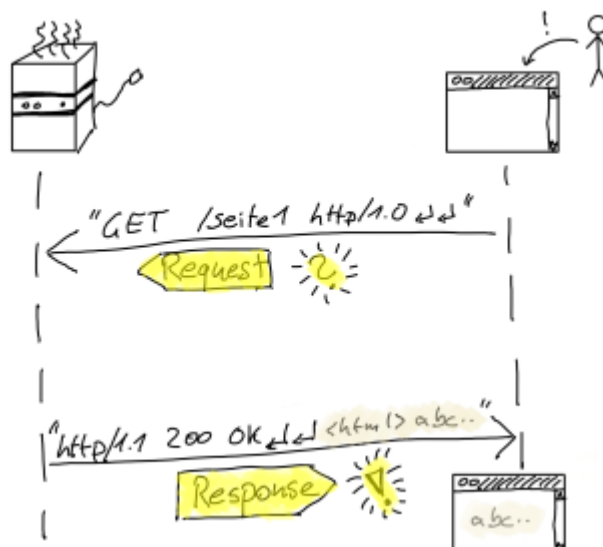 !
"GET /seite1 http/1.0 ↲↲"
Request ?
"http/1.1 200 OK ↲↲ <html> abc.."
Response !
abc..